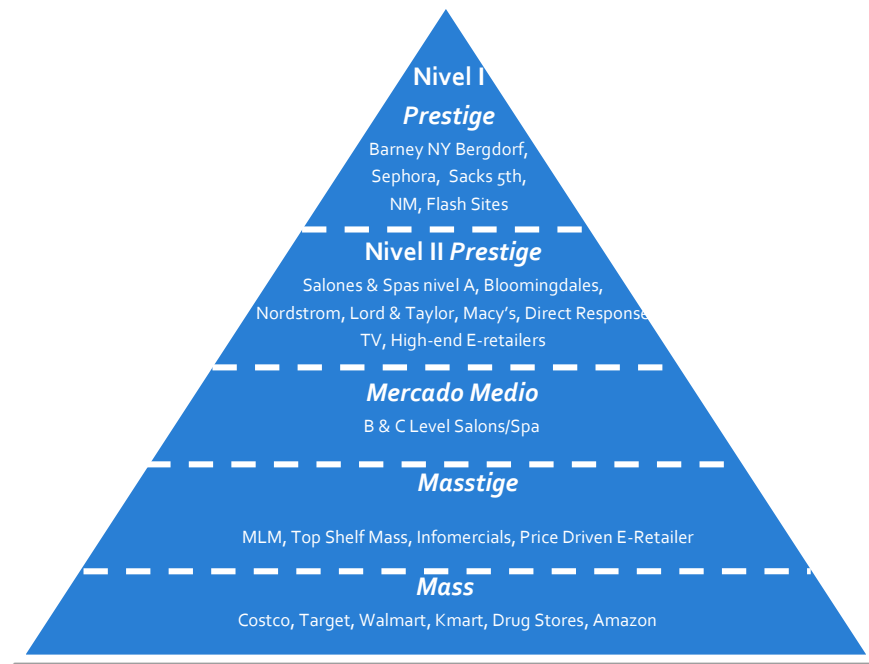 Nivel I
Prestige
Barney NY Bergdorf,
Sephora, Sacks 5th,
NM, Flash Sites
Nivel II Prestige
Salones & Spas nivel A, Bloomingdales,
Nordstrom, Lord & Taylor, Macy’s, Direct Response
TV, High-end E-retailers
Mercado Medio
B & C Level Salons/Spa
Masstige
MLM, Top Shelf Mass, Infomercials, Price Driven E-Retailer
Mass
Costco, Target, Walmart, Kmart, Drug Stores, Amazon